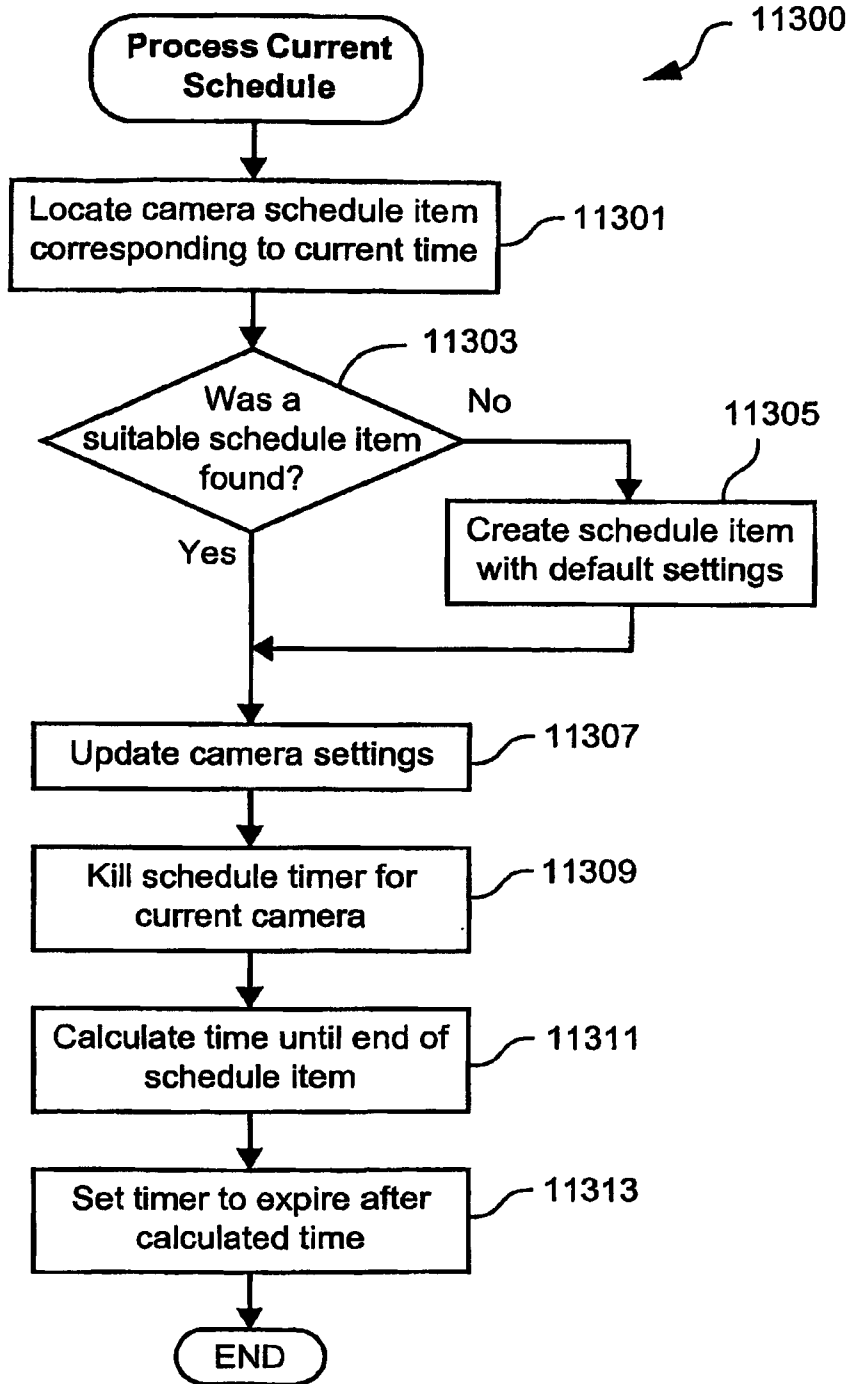 11300
Process Current
Schedule
Locate camera schedule item
corresponding to current time
11301
11303
Was a
suitable schedule item
found?
No
11305
Yes
Create schedule item
with default settings
Update camera settings
11307
Kill schedule timer for
current camera
11309
Calculate time until end of
schedule item
11311
Set timer to expire after
calculated time
11313
END